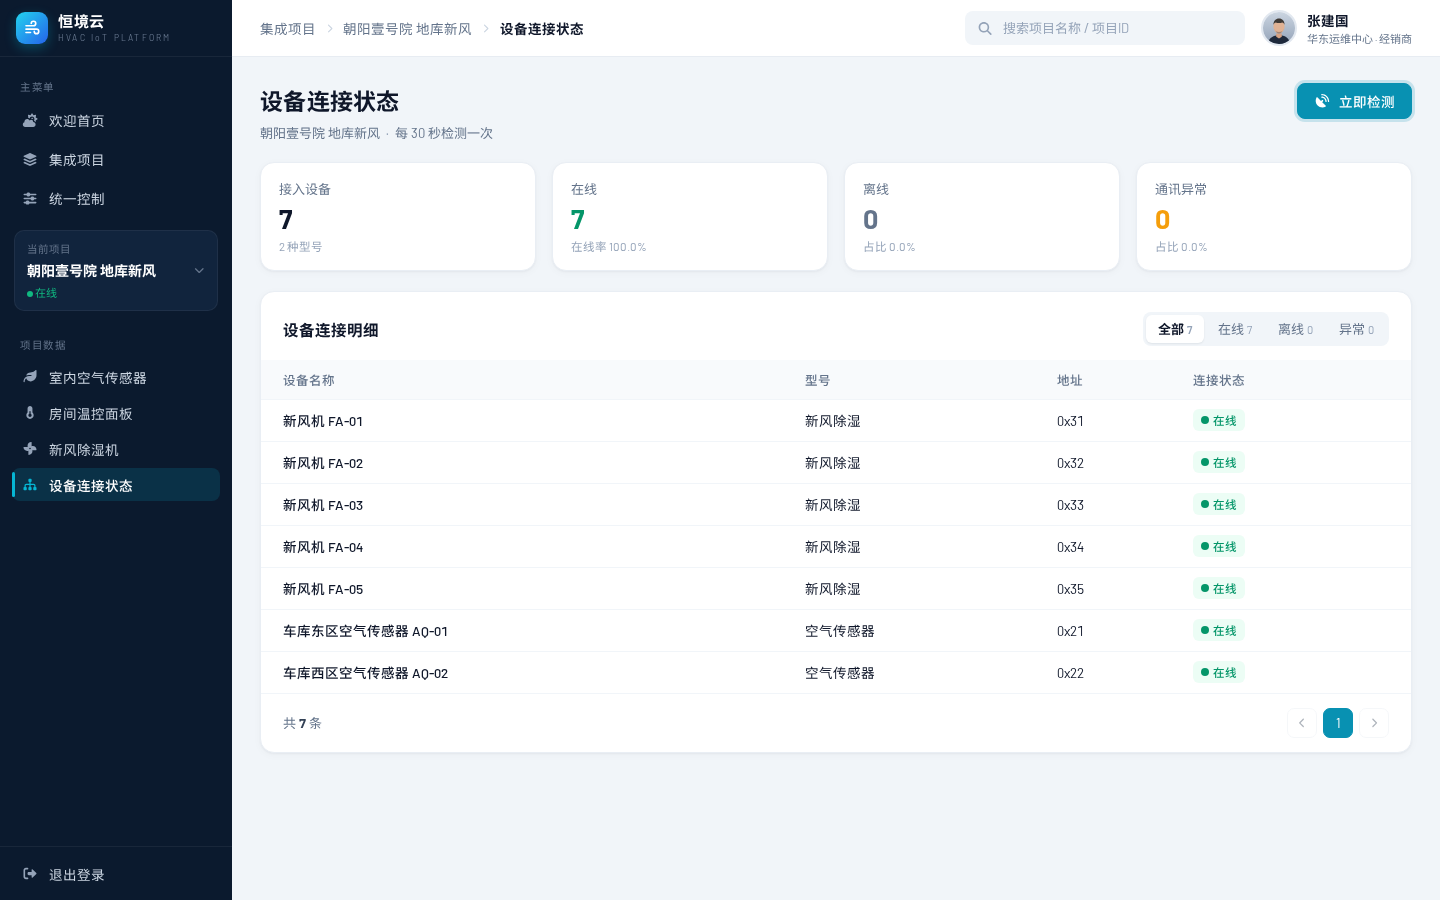 恒境云
HVAC IoT PLATFORM
主菜单
欢迎首页
集成项目
统一控制
当前项目
朝阳壹号院 地库新风
在线
项目数据
室内空气传感器
房间温控面板
新风除湿机
设备连接状态
退出登录
集成项目 > 朝阳壹号院 地库新风 > 设备连接状态
搜索项目名称 / 项目ID
张建国
华东运维中心 · 经销商
设备连接状态
朝阳壹号院 地库新风 · 每 30 秒检测一次
立即检测
接入设备
7
2 种型号
在线
7
在线率 100.0%
离线
0
占比 0.0%
通讯异常
0
占比 0.0%
设备连接明细
全部 7 在线 7 离线 0 异常 0
设备名称 型号 地址 连接状态
新风机 FA-01 新风除湿 0x31 在线
新风机 FA-02 新风除湿 0x32 在线
新风机 FA-03 新风除湿 0x33 在线
新风机 FA-04 新风除湿 0x34 在线
新风机 FA-05 新风除湿 0x35 在线
车库东区空气传感器 AQ-01 空气传感器 0x21 在线
车库西区空气传感器 AQ-02 空气传感器 0x22 在线
共 7 条
1